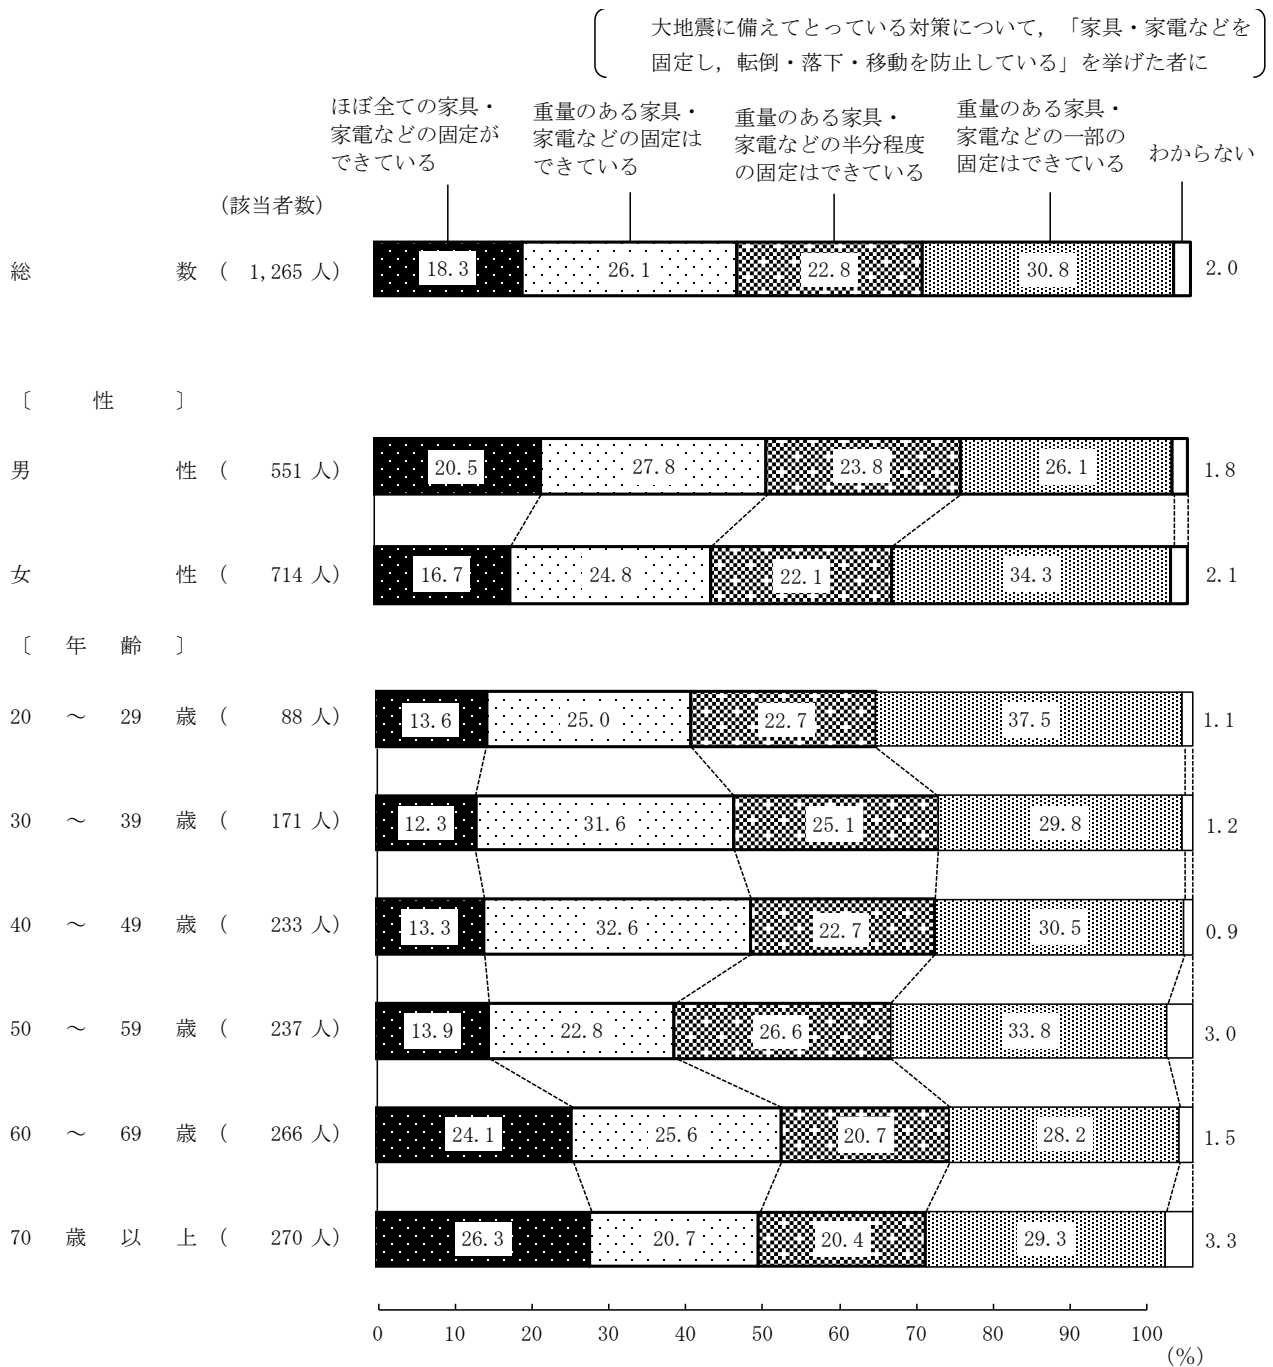 大地震に備えてとっている対策について，「家具・家電などを
固定し，転倒・落下・移動を防止している」を挙げた者に
ほぼ全ての家具・
家電などの固定が
できている
重量のある家具・
家電などの固定は
できている
重量のある家具・
家電などの半分程度
の固定はできている
重量のある家具・
家電などの一部の
固定はできている
わからない
（該当者数）
総 数 （ 1,265 人） 18.3 26.1 22.8 30.8 2.0
〔 性 〕
男 性 （ 551 人） 20.5 27.8 23.8 26.1 1.8
女 性 （ 714 人） 16.7 24.8 22.1 34.3 2.1
〔 年 齢 〕
20 ～ 29 歳 （ 88 人） 13.6 25.0 22.7 37.5 1.1
30 ～ 39 歳 （ 171 人） 12.3 31.6 25.1 29.8 1.2
40 ～ 49 歳 （ 233 人） 13.3 32.6 22.7 30.5 0.9
50 ～ 59 歳 （ 237 人） 13.9 22.8 26.6 33.8 3.0
60 ～ 69 歳 （ 266 人） 24.1 25.6 20.7 28.2 1.5
70 歳 以 上 （ 270 人） 26.3 20.7 20.4 29.3 3.3
0 10 20 30 40 50 60 70 80 90 100
（%）